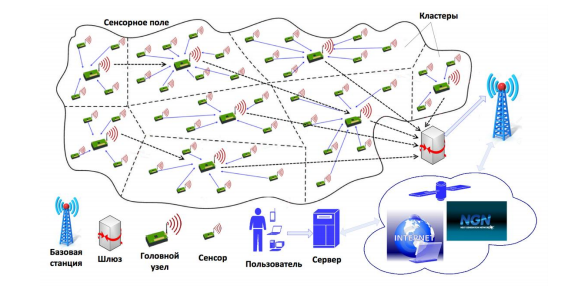 Сенсорное поле
Кластеры
INTERNET
NGN
Базовая
станция
Шлюз
Головной
узел
Сенсор
Пользователь
Сервер